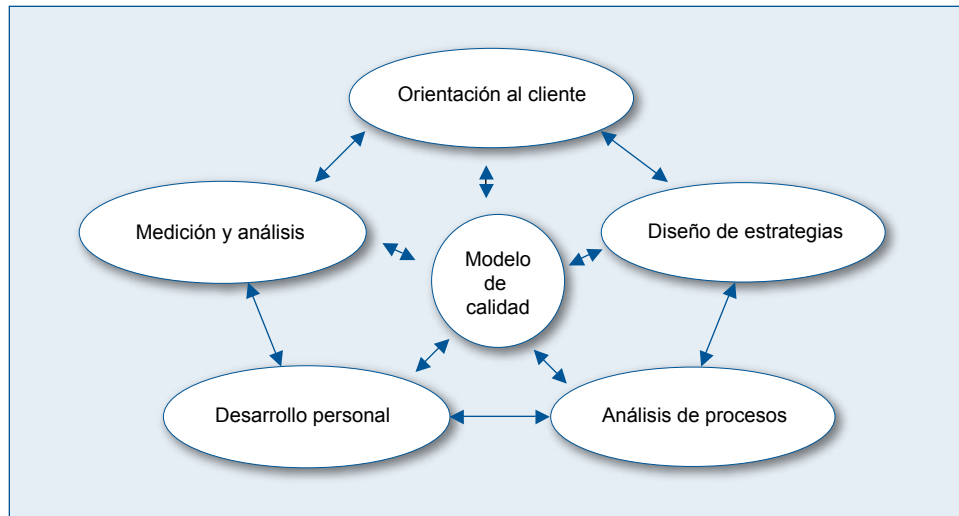 Orientación al cliente
Medición y análisis
Diseño de estrategias
Modelo
de
calidad
Desarrollo personal
Análisis de procesos